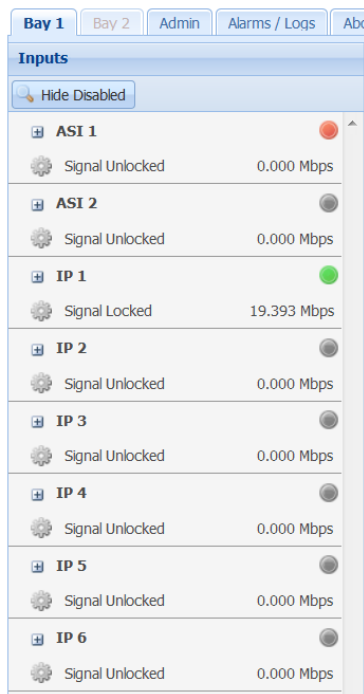 Bay 1 Bay 2 Admin Alarms / Logs
Inputs
Hide Disabled
ASI 1
Signal Unlocked 0.000 Mbps
ASI 2
Signal Unlocked 0.000 Mbps
IP 1
Signal Locked 19.393 Mbps
IP 2
Signal Unlocked 0.000 Mbps
IP 3
Signal Unlocked 0.000 Mbps
IP 4
Signal Unlocked 0.000 Mbps
IP 5
Signal Unlocked 0.000 Mbps
IP 6
Signal Unlocked 0.000 Mbps